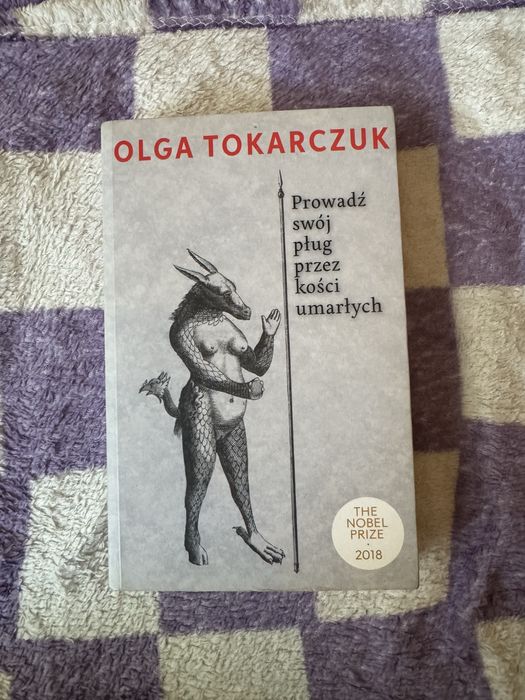 OLGA TOKARCZUK
Prowadź
swój
pług
przez
kości
umarłych
THE
NOBEL
PRIZE
·
2018